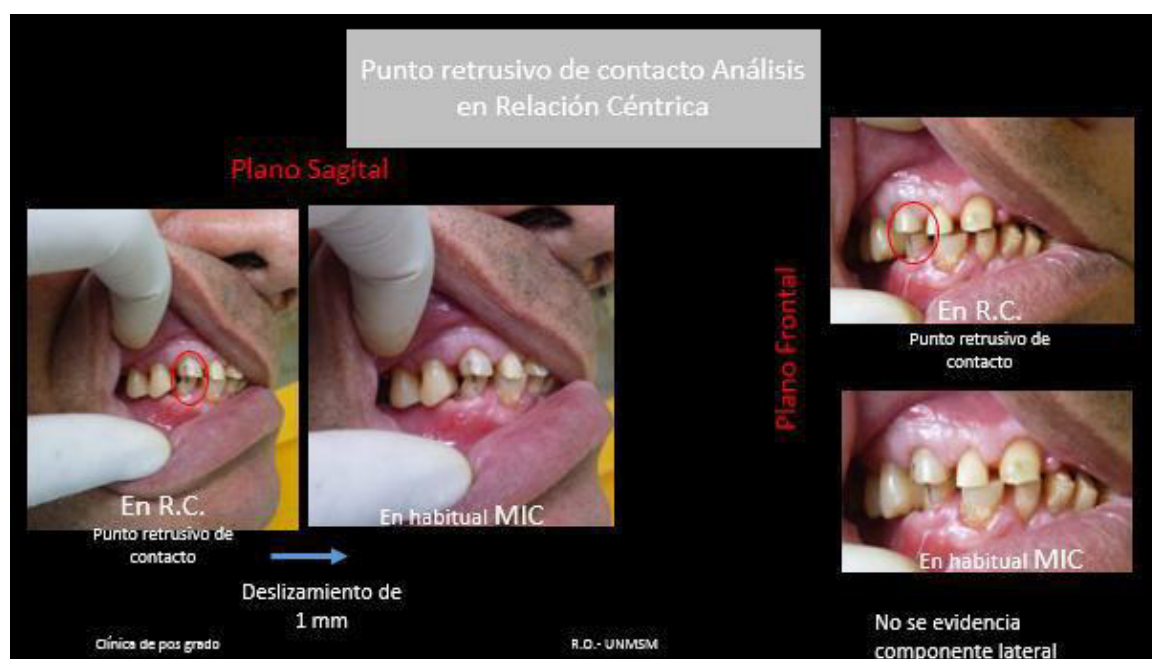 Punto retrusivo de contacto Análisis
en Relación Céntrica
Plano Sagital
En R.C.
Punto retrusivo de
contacto
En habitual MIC
Deslizamiento de
1 mm
Plano Frontal
En R.C.
Punto retrusivo de
contacto
En habitual MIC
No se evidencia
componente lateral
Clínica de pos grado
R.O.- UNMSM